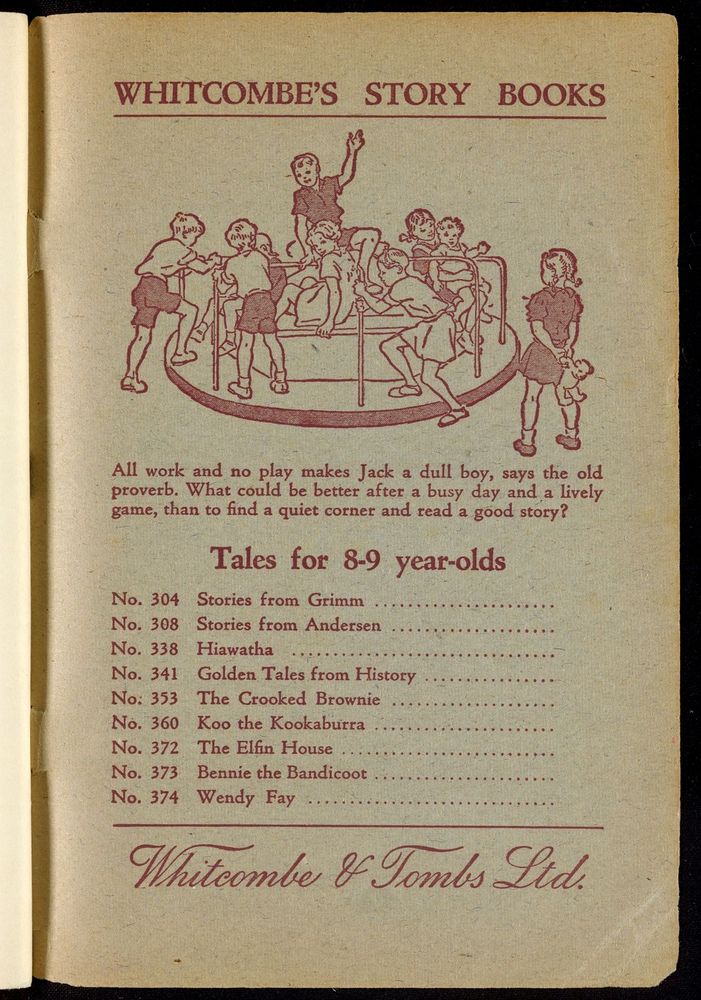 WHITCOMBE'S STORY BOOKS
All work and no play makes Jack a dull boy, says the old
proverb. What could be better after a busy day and a lively
game, than to find a quiet corner and read a good story?
Tales for 8-9 year-olds
No. 304 Stories from Grimm ......................
No. 308 Stories from Andersen ....................
No. 338 Hiawatha ................................
No. 341 Golden Tales from History ................
No. 353 The Crooked Brownie ....................
No. 360 Koo the Kookaburra ......................
No. 372 The Elfin House ..........................
No. 373 Bennie the Bandicoot ......................
No. 374 Wendy Fay ..............................
Whitcombe & Tombs Ltd.